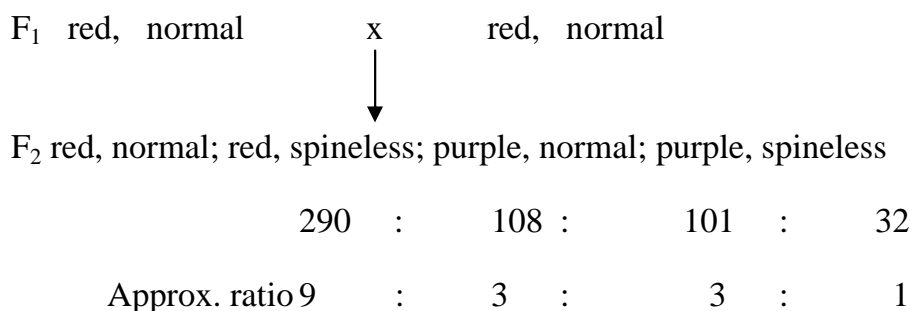 F₁ red, normal x red, normal
F₂ red, normal; red, spineless; purple, normal; purple, spineless
290 : 108 : 101 : 32
Approx. ratio 9 : 3 : 3 : 1